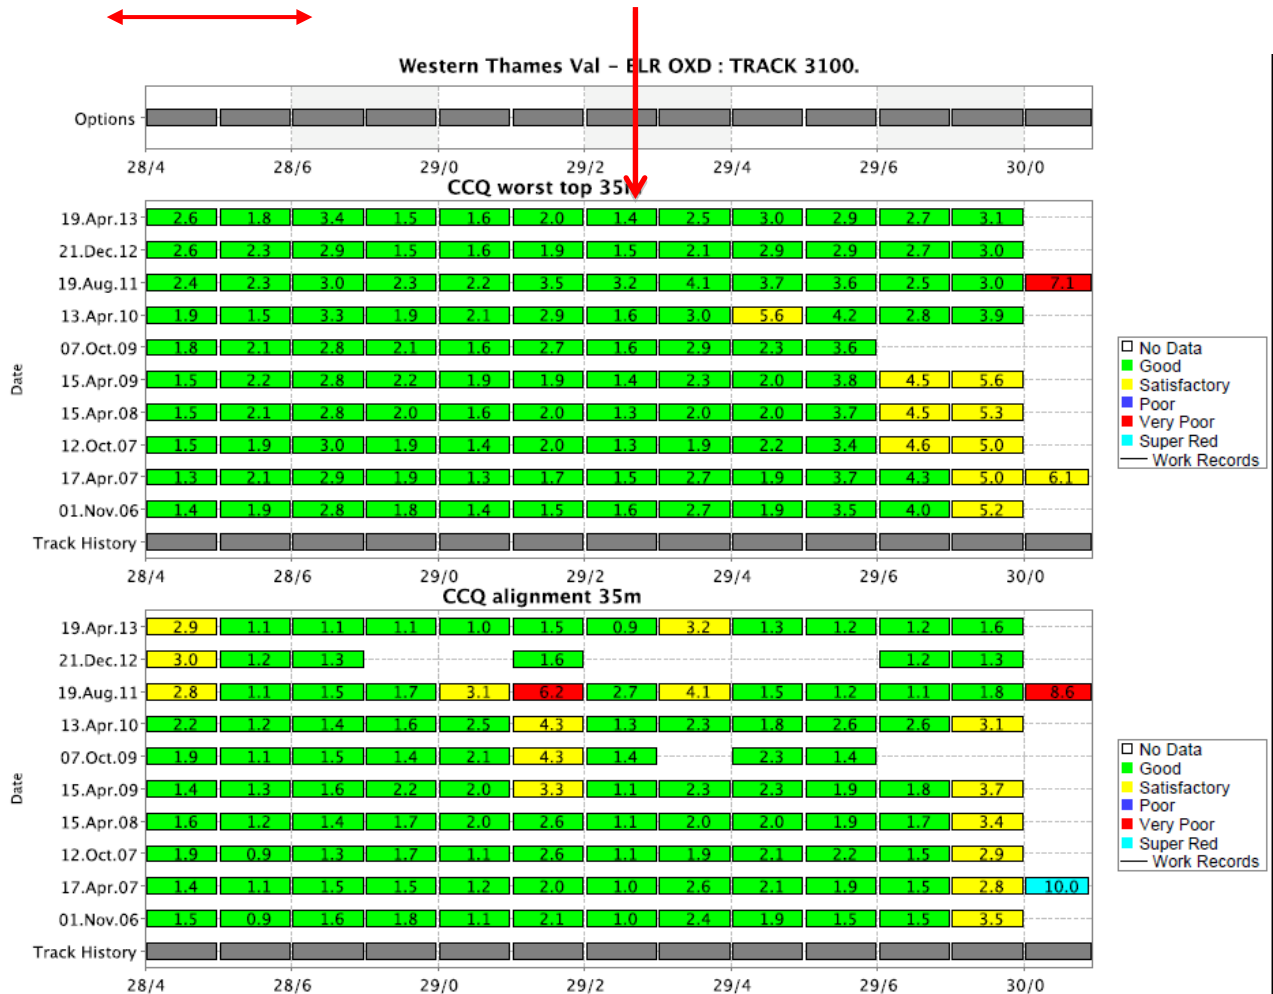 Western Thames Val – ELR OXD : TRACK 3100.
Options
28/4 28/6 29/0 29/2 29/4 29/6 30/0
CCQ worst top 35
19.Apr.13 2.6 1.8 3.4 1.5 1.6 2.0 1.4 2.5 3.0 2.9 2.7 3.1
21.Dec.12 2.6 2.3 2.9 1.5 1.6 1.9 1.5 2.1 2.9 2.9 2.7 3.0
19.Aug.11 2.4 2.3 3.0 2.3 2.2 3.5 3.2 4.1 3.7 3.6 2.5 3.0 7.1
13.Apr.10 1.9 1.5 3.3 1.9 2.1 2.9 1.6 3.0 5.6 4.2 2.8 3.9
07.Oct.09 1.8 2.1 2.8 2.1 1.6 2.7 1.6 2.9 2.3 3.6
15.Apr.09 1.5 2.2 2.8 2.2 1.9 1.9 1.4 2.3 2.0 3.8 4.5 5.6
15.Apr.08 1.5 2.1 2.8 2.0 1.6 2.0 1.3 2.0 2.0 3.7 4.5 5.3
12.Oct.07 1.5 1.9 3.0 1.9 1.4 2.0 1.3 1.9 2.2 3.4 4.6 5.0
17.Apr.07 1.3 2.1 2.9 1.9 1.3 1.7 1.5 2.7 1.9 3.7 4.3 5.0 6.1
01.Nov.06 1.4 1.9 2.8 1.8 1.4 1.5 1.6 2.7 1.9 3.5 4.0 5.2
Track History
Date
28/4 28/6 29/0 29/2 29/4 29/6 30/0
No Data
Good
Satisfactory
Poor
Very Poor
Super Red
Work Records
CCQ alignment 35m
19.Apr.13 2.9 1.1 1.1 1.1 1.0 1.5 0.9 3.2 1.3 1.2 1.2 1.6
21.Dec.12 3.0 1.2 1.3 1.6 1.2 1.3
19.Aug.11 2.8 1.1 1.5 1.7 3.1 6.2 2.7 4.1 1.5 1.2 1.1 1.8 8.6
13.Apr.10 2.2 1.2 1.4 1.6 2.5 4.3 1.3 2.3 1.8 2.6 2.6 3.1
07.Oct.09 1.9 1.1 1.5 1.4 2.1 4.3 1.4 2.3 1.4
15.Apr.09 1.4 1.3 1.6 2.2 2.0 3.3 1.1 2.3 2.3 1.9 1.8 3.7
15.Apr.08 1.6 1.2 1.4 1.7 2.0 2.6 1.1 2.0 2.0 1.9 1.7 3.4
12.Oct.07 1.9 0.9 1.3 1.7 1.1 2.6 1.1 1.9 2.1 2.2 1.5 2.9
17.Apr.07 1.4 1.1 1.5 1.5 1.2 2.0 1.0 2.6 2.1 1.9 1.5 2.8 10.0
01.Nov.06 1.5 0.9 1.6 1.8 1.1 2.1 1.0 2.4 1.9 1.5 1.5 3.5
Track History
Date
28/4 28/6 29/0 29/2 29/4 29/6 30/0
No Data
Good
Satisfactory
Poor
Very Poor
Super Red
Work Records